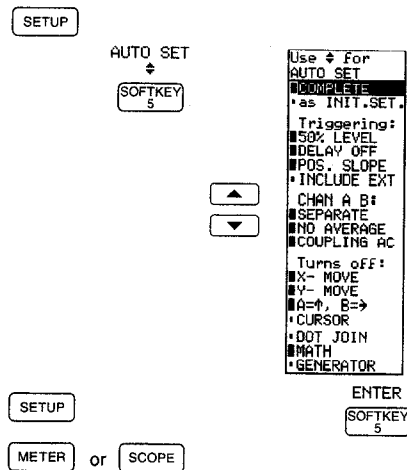 SETUP
AUTO SET
SOFTKEY
5
Use ♦ for
AUTO SET
COMPLETE
as INIT.SET.
Triggering:
50% LEVEL
DELAY OFF
POS. SLOPE
INCLUDE EXT
CHAN A B:
SEPARATE
NO AVERAGE
COUPLING AC
Turns off:
X- MOVE
Y- MOVE
A=↑, B=→
CURSOR
DOT JOIN
MATH
GENERATOR
ENTER
SETUP
SOFTKEY
5
METER or SCOPE